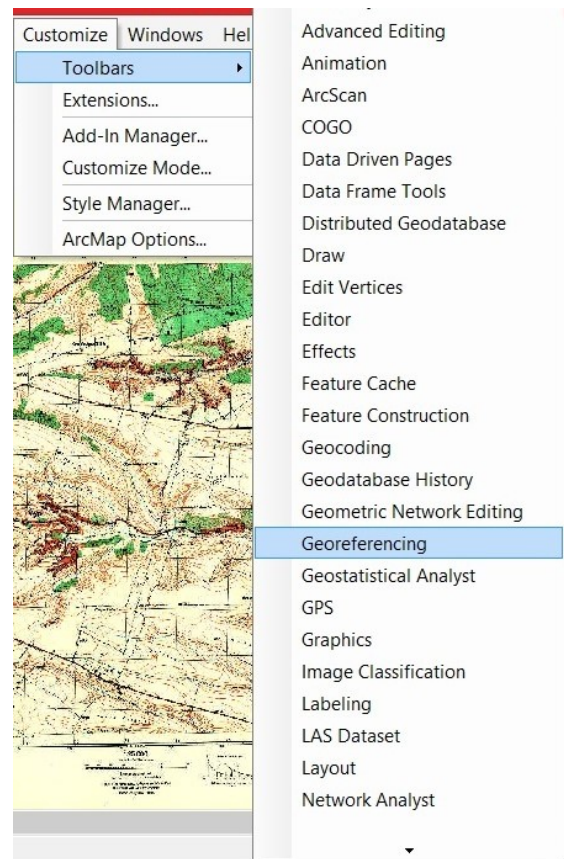 Customize Windows Hel
Toolbars
Extensions...
Add-In Manager...
Customize Mode...
Style Manager...
ArcMap Options...
Advanced Editing
Animation
ArcScan
COGO
Data Driven Pages
Data Frame Tools
Distributed Geodatabase
Draw
Edit Vertices
Editor
Effects
Feature Cache
Feature Construction
Geocoding
Geodatabase History
Geometric Network Editing
Georeferencing
Geostatistical Analyst
GPS
Graphics
Image Classification
Labeling
LAS Dataset
Layout
Network Analyst